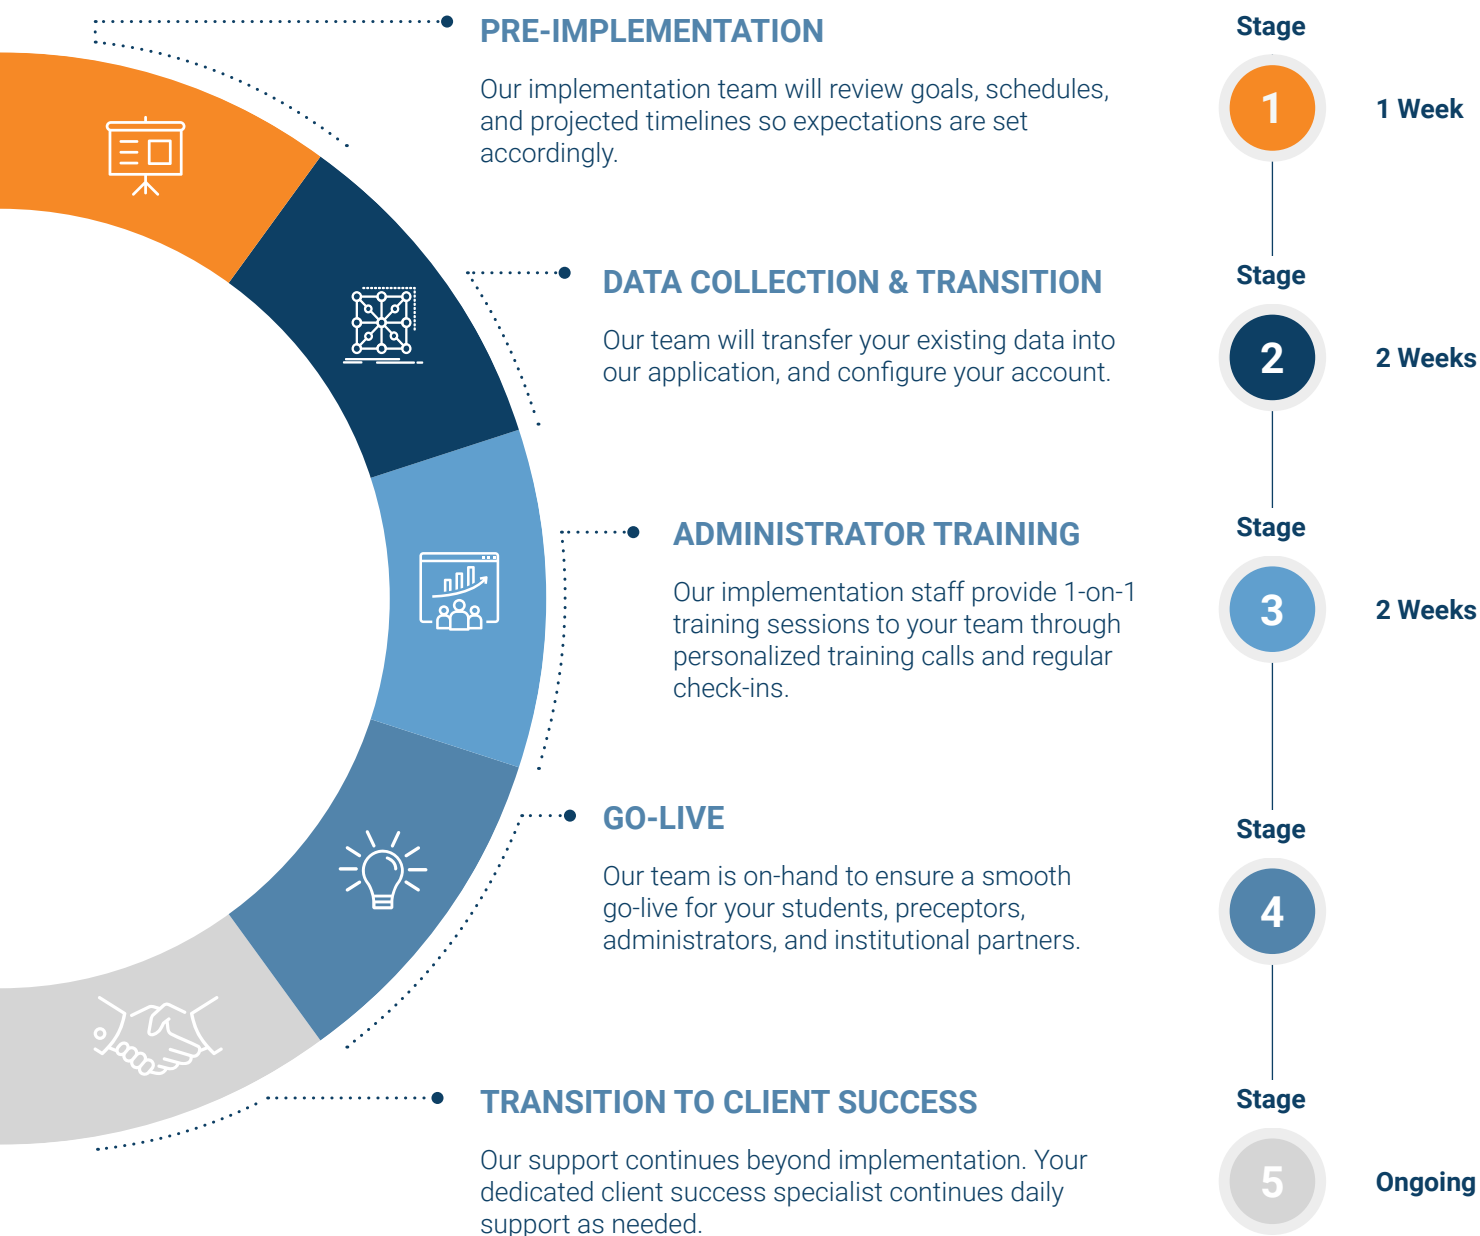 PRE-IMPLEMENTATION
Our implementation team will review goals, schedules,
and projected timelines so expectations are set
accordingly.
Stage
1
1 Week
DATA COLLECTION & TRANSITION
Our team will transfer your existing data into
our application, and configure your account.
Stage
2
2 Weeks
ADMINISTRATOR TRAINING
Our implementation staff provide 1-on-1
training sessions to your team through
personalized training calls and regular
check-ins.
Stage
3
2 Weeks
GO-LIVE
Our team is on-hand to ensure a smooth
go-live for your students, preceptors,
administrators, and institutional partners.
Stage
4
TRANSITION TO CLIENT SUCCESS
Our support continues beyond implementation. Your
dedicated client success specialist continues daily
support as needed.
Stage
5
Ongoing